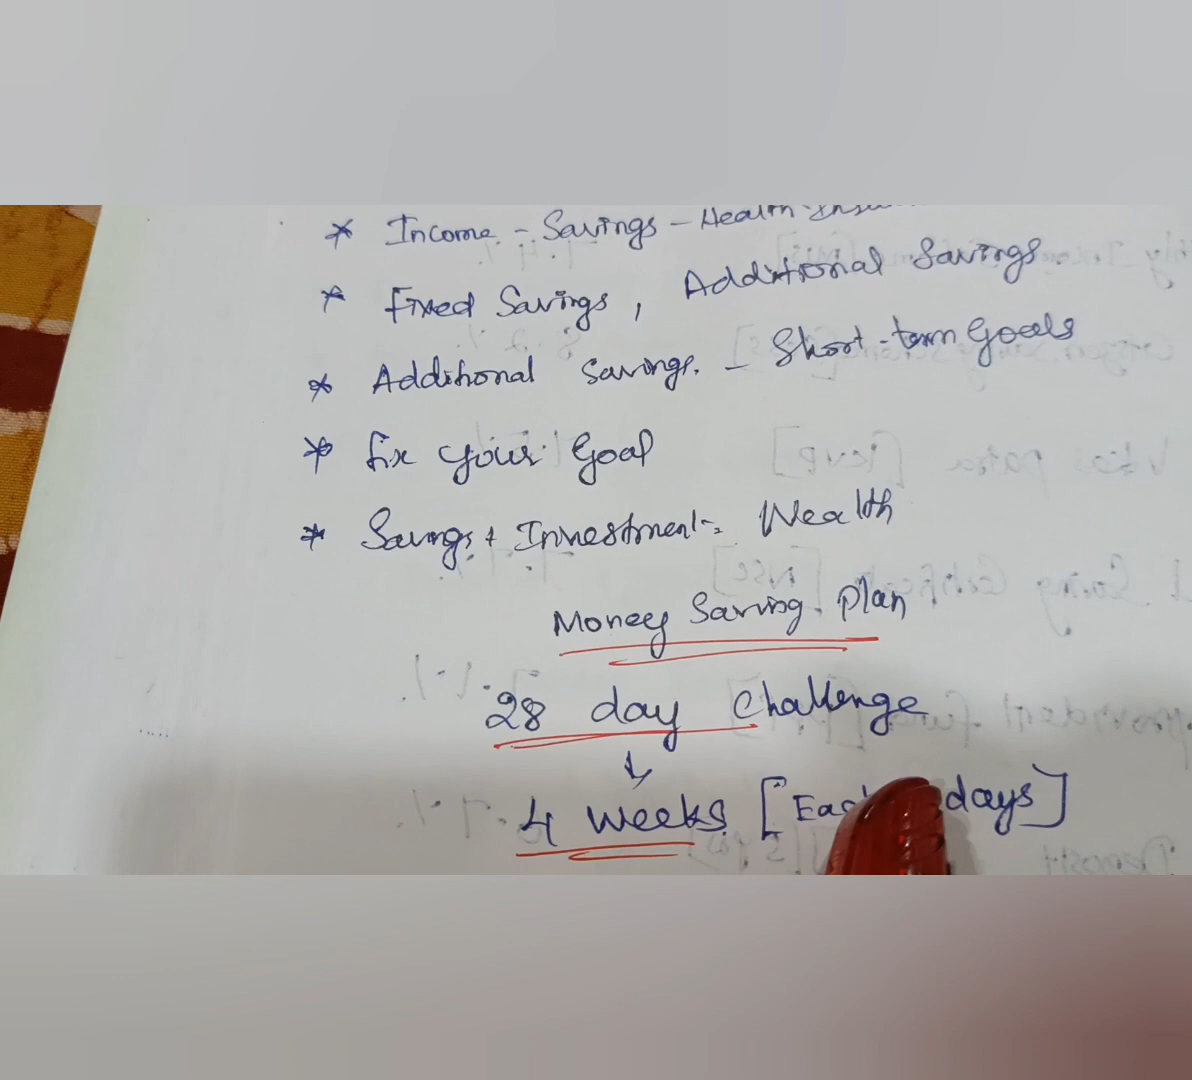 * Income - Savings - Health
* Fixed Savings, Additional Savings.
* Additional Savings. - Short-term Goals
* Fix your Goal
* Savings + Investment = Wealth
Money Saving Plan
28 day Challenge
↓
4 weeks [ days]